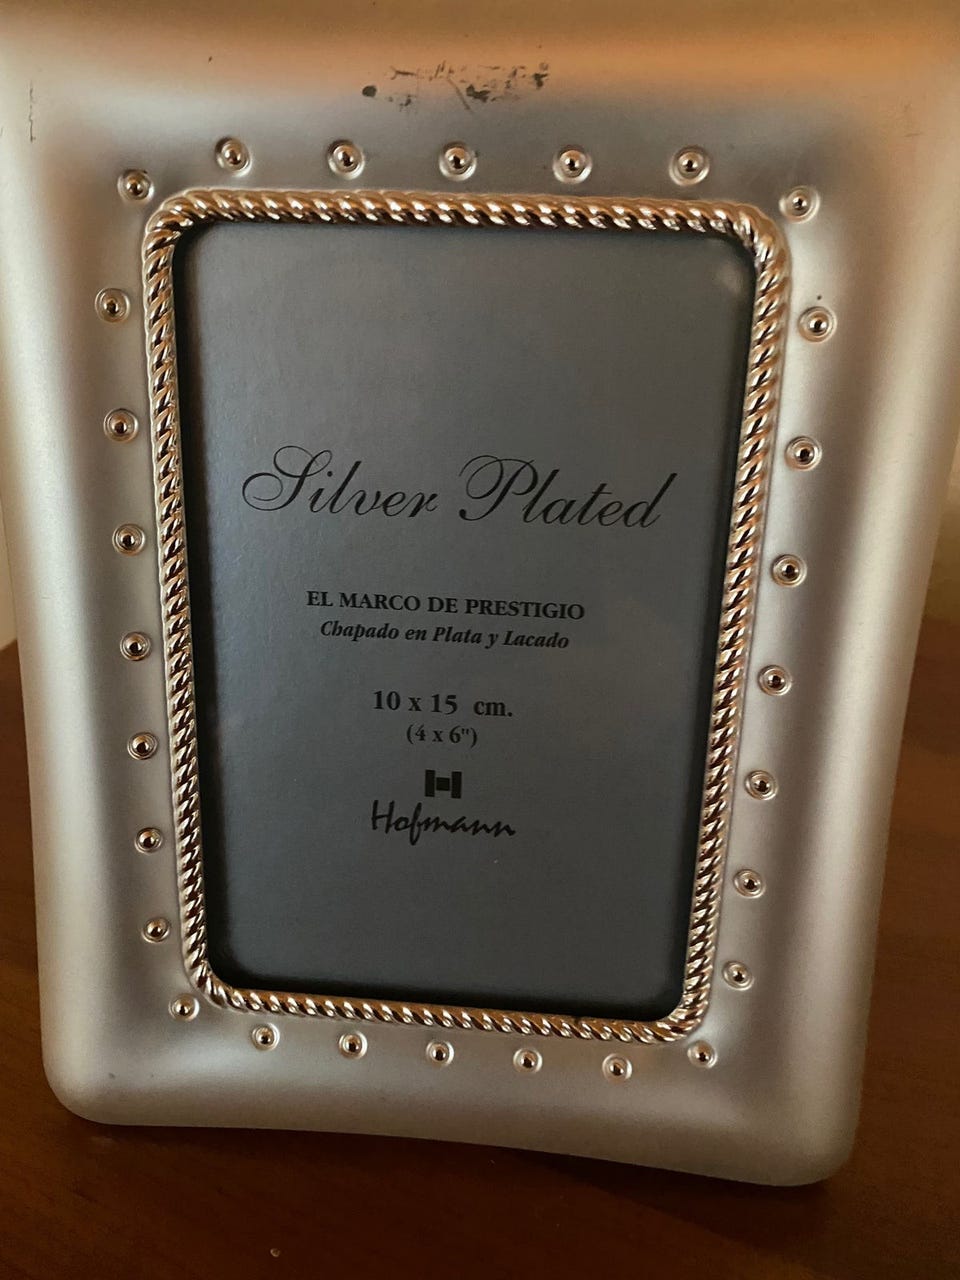 Silver Plated
EL MARCO DE PRESTIGIO
Chapado en Plata y Lacado
10 x 15 cm.
(4 x 6")
Hofmann